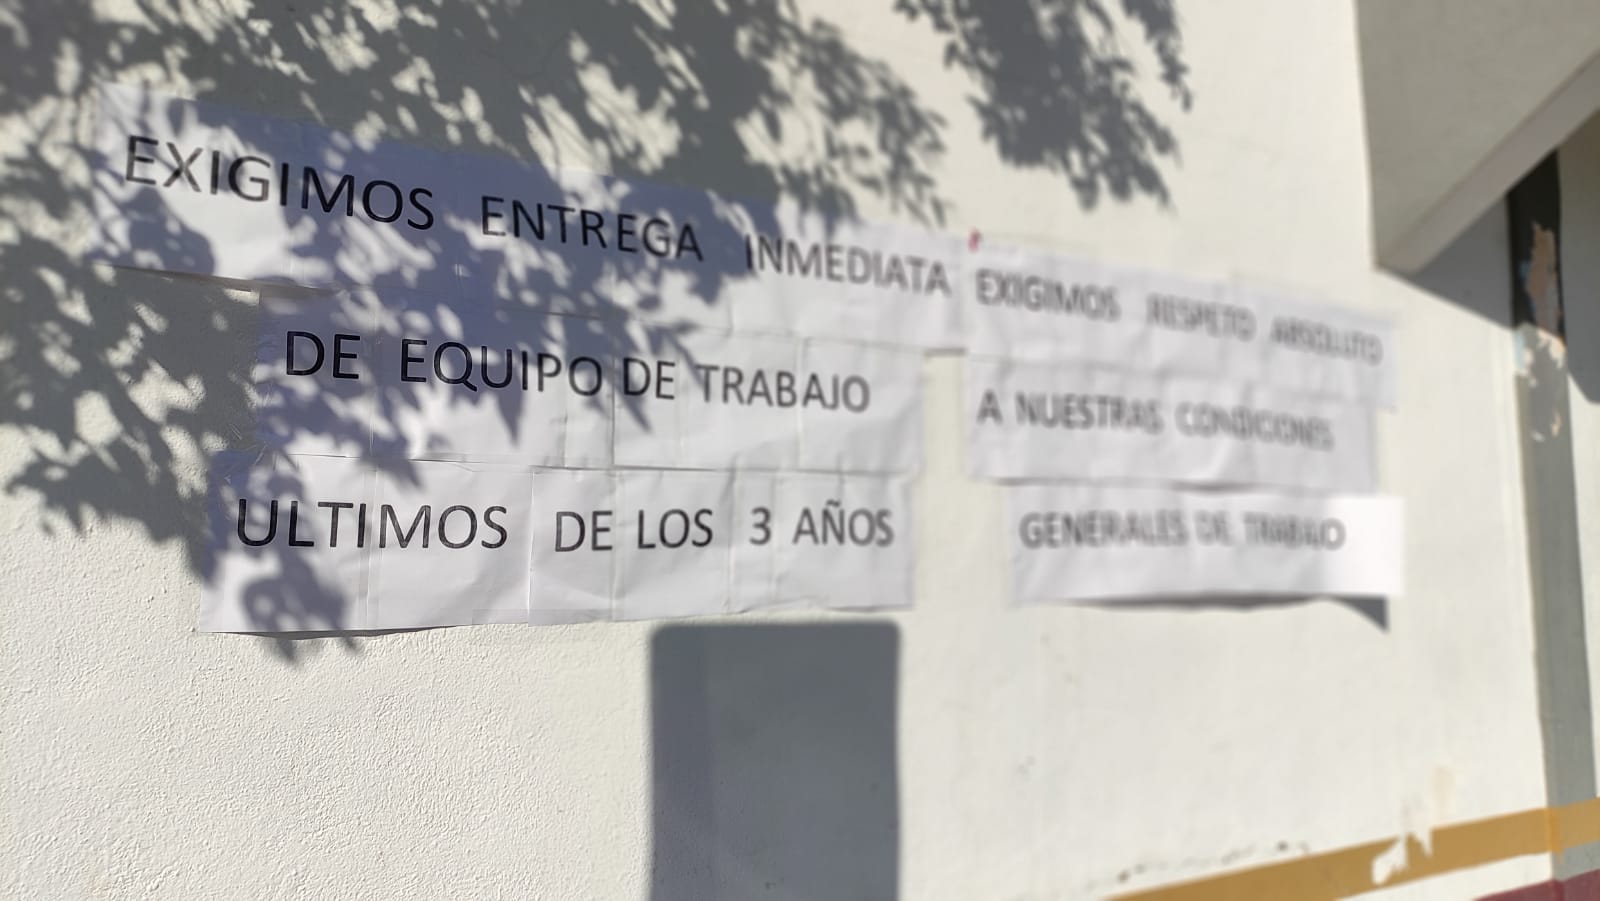 EXIGIMOS ENTREGA INMEDIATA
DE EQUIPO DE TRABAJO
ULTIMOS DE LOS 3 AÑOS
EXIGIMOS RESPETO ABSOLUTO
A NUESTRAS CONDICIONES
GENERALES DE TRABAJO